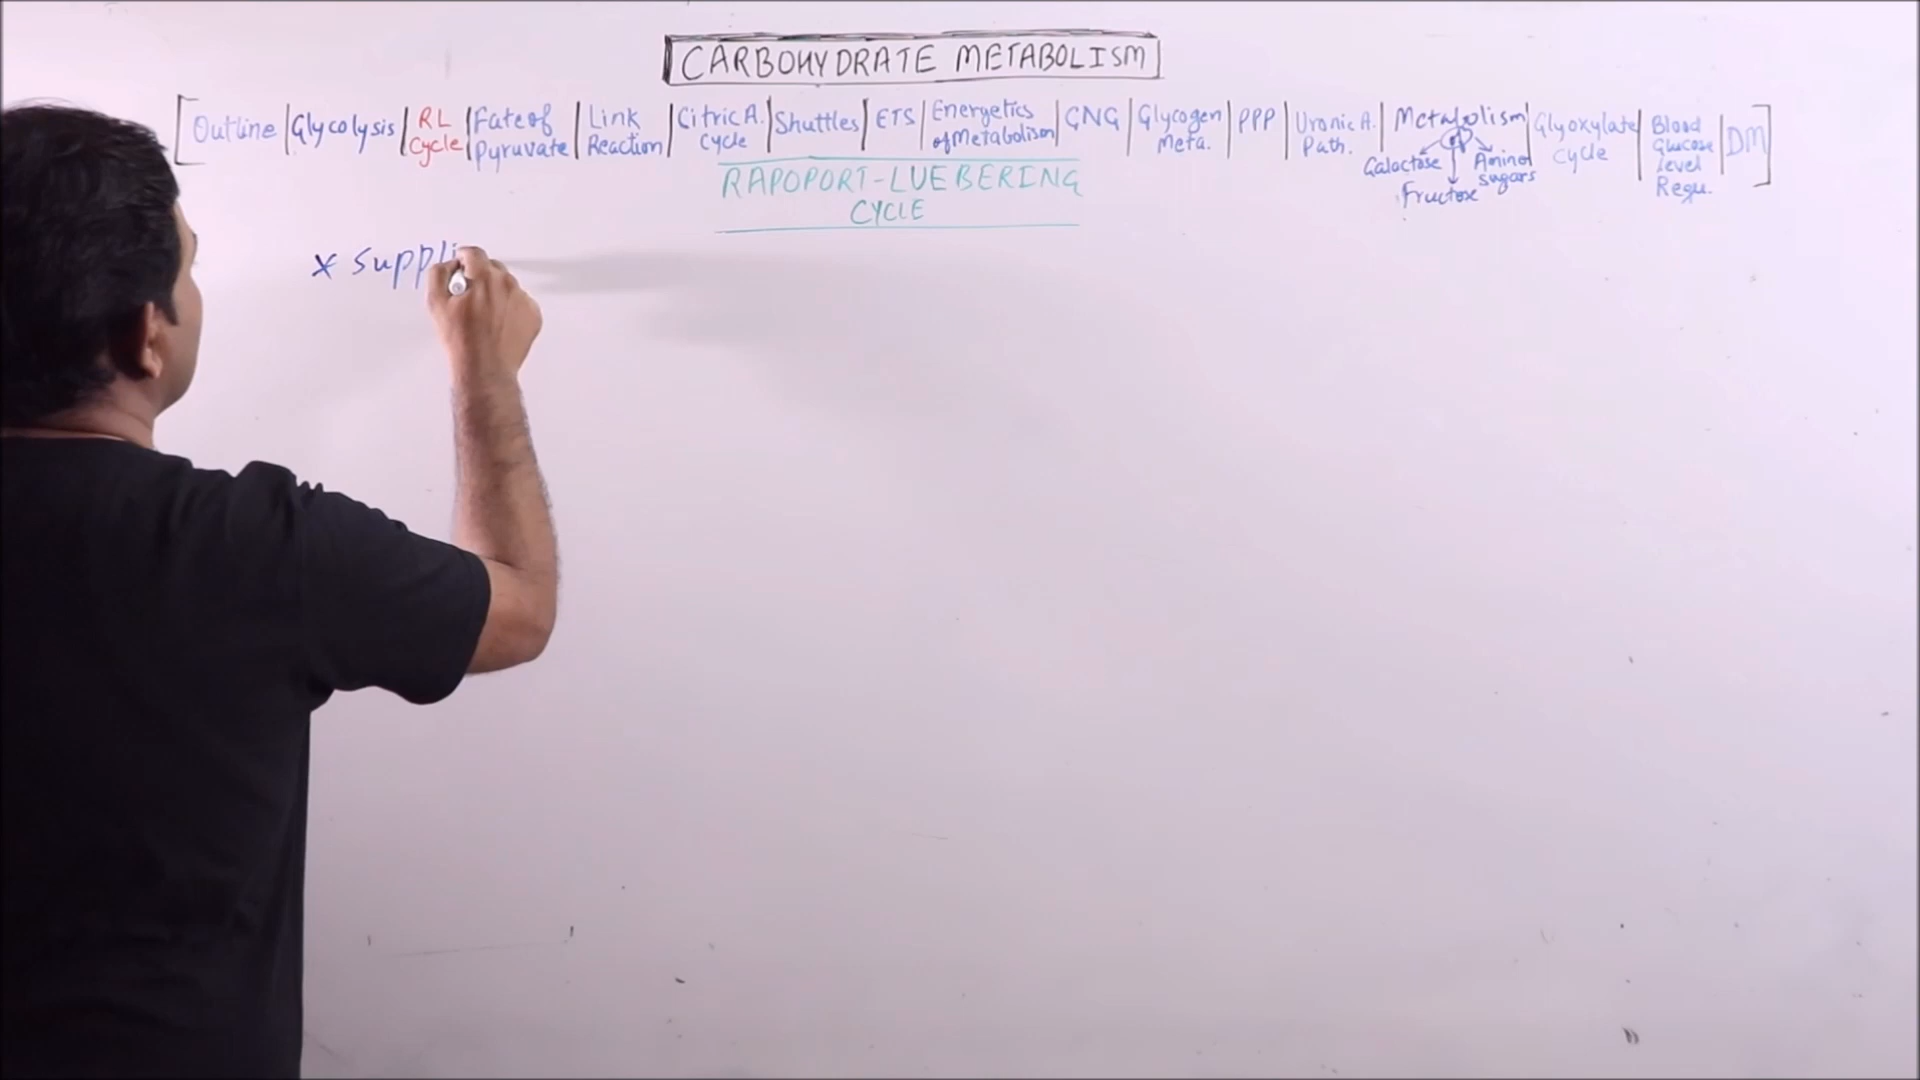 CARBOHYDRATE METABOLISM
Outline | Glycolysis | RL Cycle | Fate of Pyruvate | Link Reaction | Citric A. Cycle | Shuttles | ETS | Energetics of Metabolism | GNG | Glycogen Meta. | PPP | Uronic A. Path. | Metabolism Galactose Fructose Amino sugars | Glyoxylate Cycle | Blood Glucose level Regu. | DM
RAPOPORT-LUEBERING
CYCLE
* Suppli